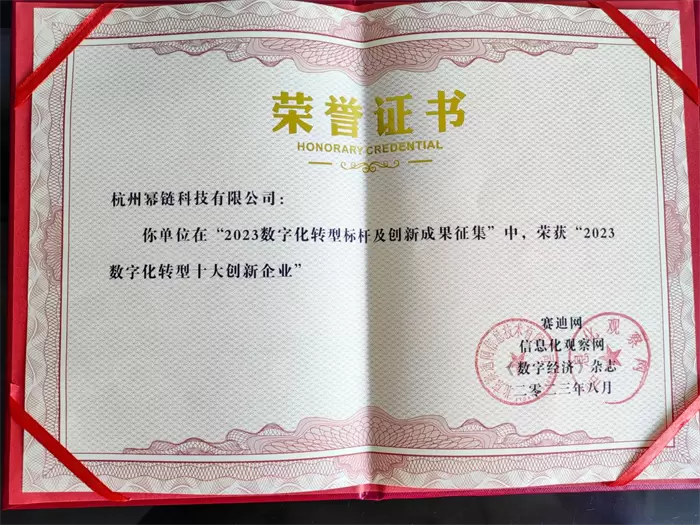 荣誉证书
HONORARY CREDENTIAL
杭州幂链科技有限公司：
你单位在“2023数字化转型标杆及创新成果征集”中，荣获“2023
数字化转型十大创新企业”
赛迪网
信息化观察网
《数字经济》杂志
二零二三年八月